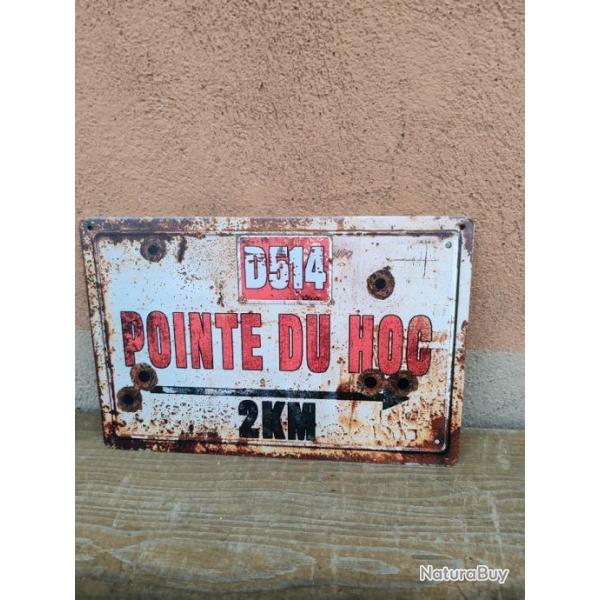 D514
POINTE DU HOC
2KM
NaturaBuy